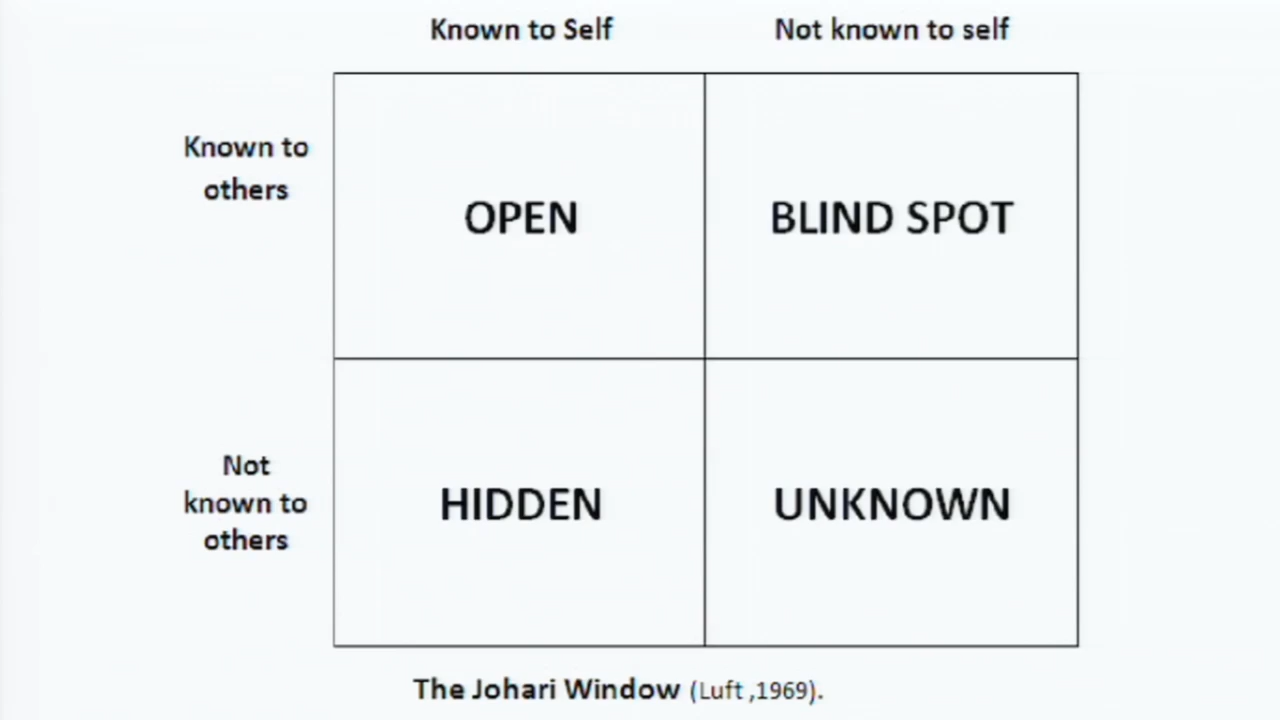 Known to Self
Not known to self
Known to
others
OPEN
BLIND SPOT
Not
known to
others
HIDDEN
UNKNOWN
The Johari Window (Luft ,1969).